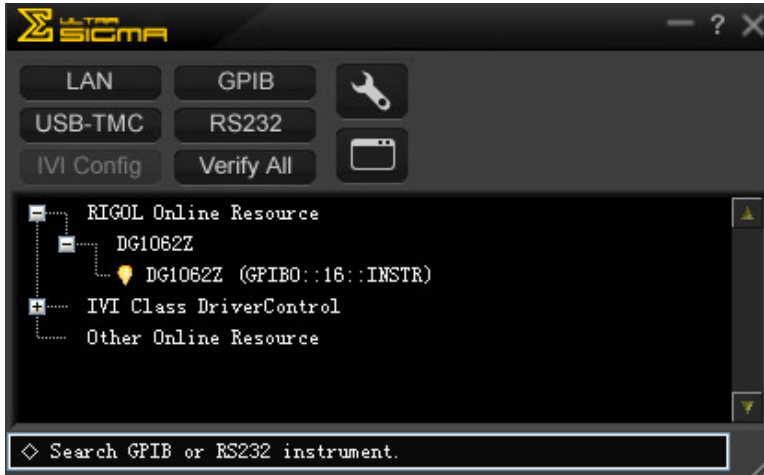 ULTRA
SIGMA
?
LAN GPIB
USB-TMC RS232
IVI Config Verify All
RIGOL Online Resource
DG1062Z
DG1062Z (GPIB0::16::INSTR)
IVI Class DriverControl
Other Online Resource
Search GPIB or RS232 instrument.